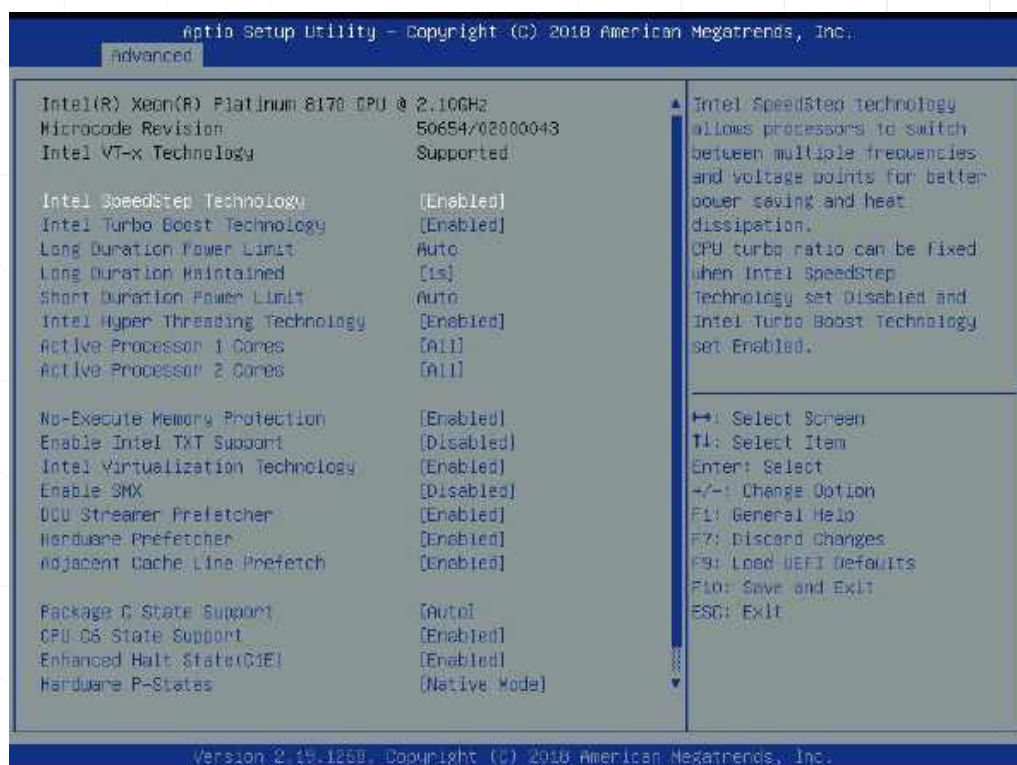 Aptio Setup Utility - Copyright (C) 2018 American Megatrends, Inc.
Advanced
Intel(R) Xeon(R) Platinum 8170 CPU @ 2.10GHz
Microcode Revision 50654/02000043
Intel VT-x Technology Supported
Intel SpeedStep Technology [Enabled]
Intel Turbo Boost Technology [Enabled]
Long Duration Power Limit Auto
Long Duration Maintained [1s]
Short Duration Power Limit Auto
Intel Hyper Threading Technology [Enabled]
Active Processor 1 Cores [All]
Active Processor 2 Cores [All]
No-Execute Memory Protection [Enabled]
Enable Intel TXT Support [Disabled]
Intel Virtualization Technology [Enabled]
Enable SMX [Disabled]
DCU Streamer Prefetcher [Enabled]
Hardware Prefetcher [Enabled]
Adjacent Cache Line Prefetch [Enabled]
Package C State Support [Auto]
CPU C6 State Support [Enabled]
Enhanced Halt State(C1E) [Enabled]
Hardware P-States [Native Mode]
Intel SpeedStep technology
allows processors to switch
between multiple frequencies
and voltage points for better
power saving and heat
dissipation.
CPU turbo ratio can be fixed
when Intel SpeedStep
Technology set Disabled and
Intel Turbo Boost Technology
set Enabled.
↔: Select Screen
↑↓: Select Item
Enter: Select
+/-: Change Option
F1: General Help
F7: Discard Changes
F9: Load UEFI Defaults
F10: Save and Exit
ESC: Exit
Version 2.19.1268. Copyright (C) 2018 American Megatrends, Inc.